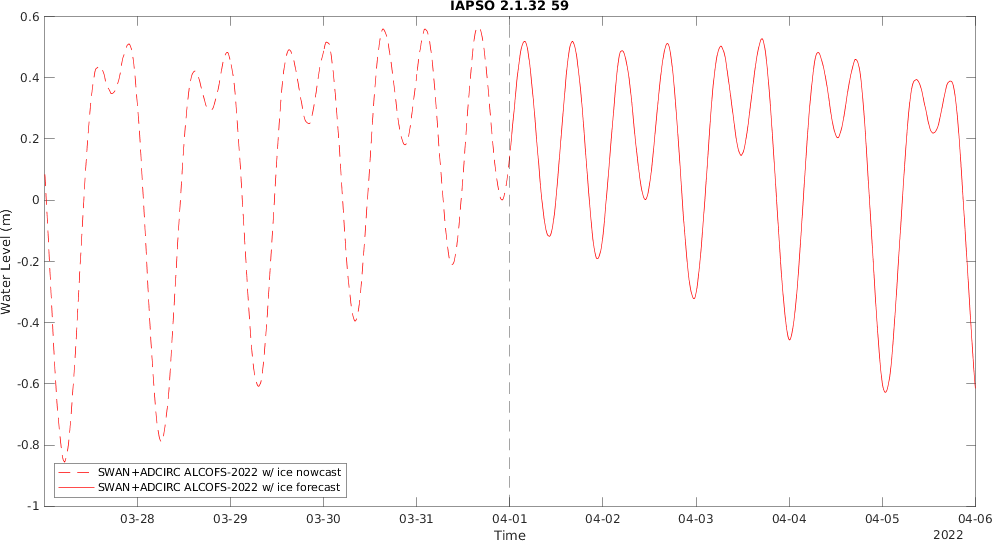 IAPSO 2.1.32 59
0.6
0.4
0.2
0
-0.2
-0.4
-0.6
-0.8
-1
Water Level (m)
SWAN+ADCIRC ALCOFS-2022 w/ ice nowcast
SWAN+ADCIRC ALCOFS-2022 w/ ice forecast
03-28 03-29 03-30 03-31 04-01 04-02 04-03 04-04 04-05 04-06
Time
2022